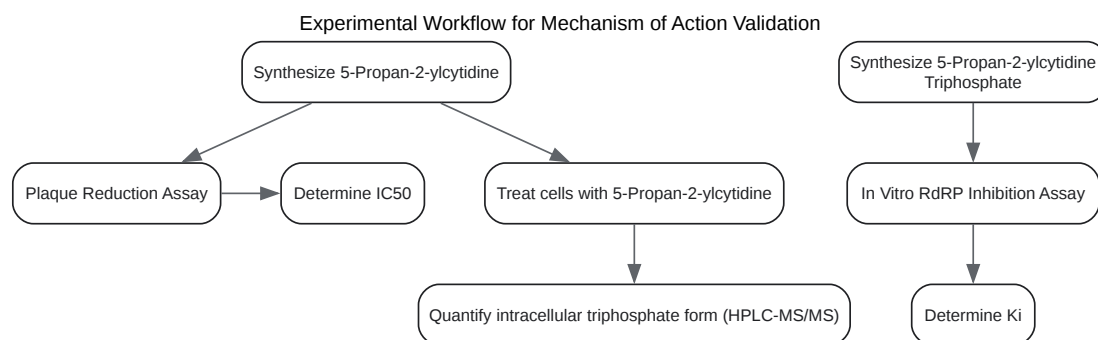 Experimental Workflow for Mechanism of Action Validation
Synthesize 5-Propan-2-ylcytidine
Synthesize 5-Propan-2-ylcytidine
Triphosphate
Plaque Reduction Assay
Determine IC50
Treat cells with 5-Propan-2-ylcytidine
In Vitro RdRP Inhibition Assay
Quantify intracellular triphosphate form (HPLC-MS/MS)
Determine Ki